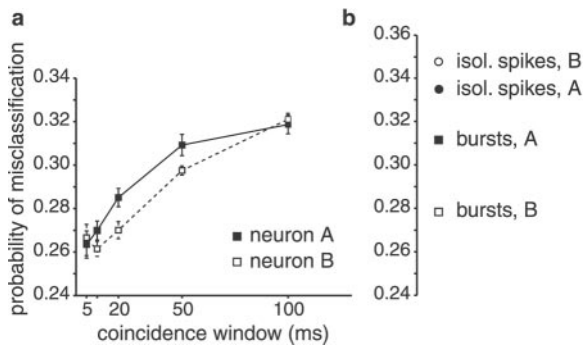 a
probability of misclassification
0.34
0.32
0.30
0.28
0.26
0.24
5
20
50
100
coincidence window (ms)
neuron A
neuron B
b
0.36
0.34
0.32
0.30
0.28
0.26
0.24
isol. spikes, B
isol. spikes, A
bursts, A
bursts, B